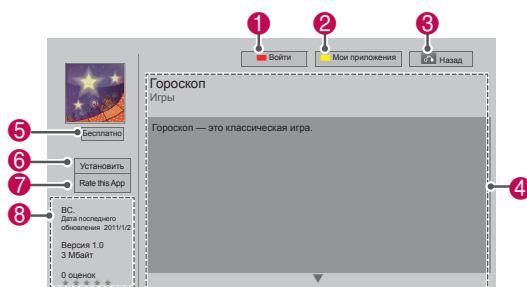 1
2
3
Войти
Мои приложения
Назад
Гороскоп
Игры
Гороскоп — это классическая игра.
5
Бесплатно
6
Установить
7
Rate this App
4
8
BC.
Дата последнего
обновления 2011/1/2
Версия 1.0
3 Мбайт
0 оценок
★ ★ ★ ★ ★